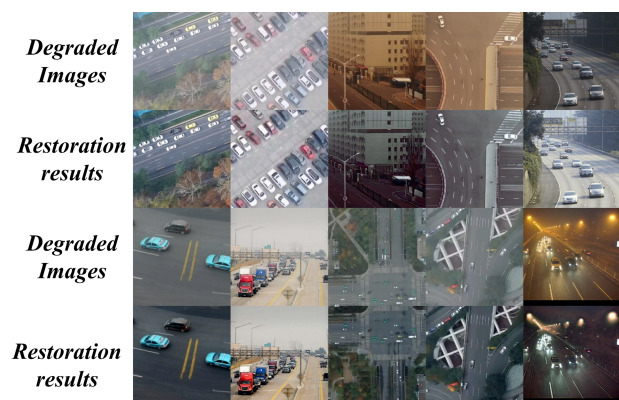 Degraded
Images
Restoration
results
Degraded
Images
Restoration
results